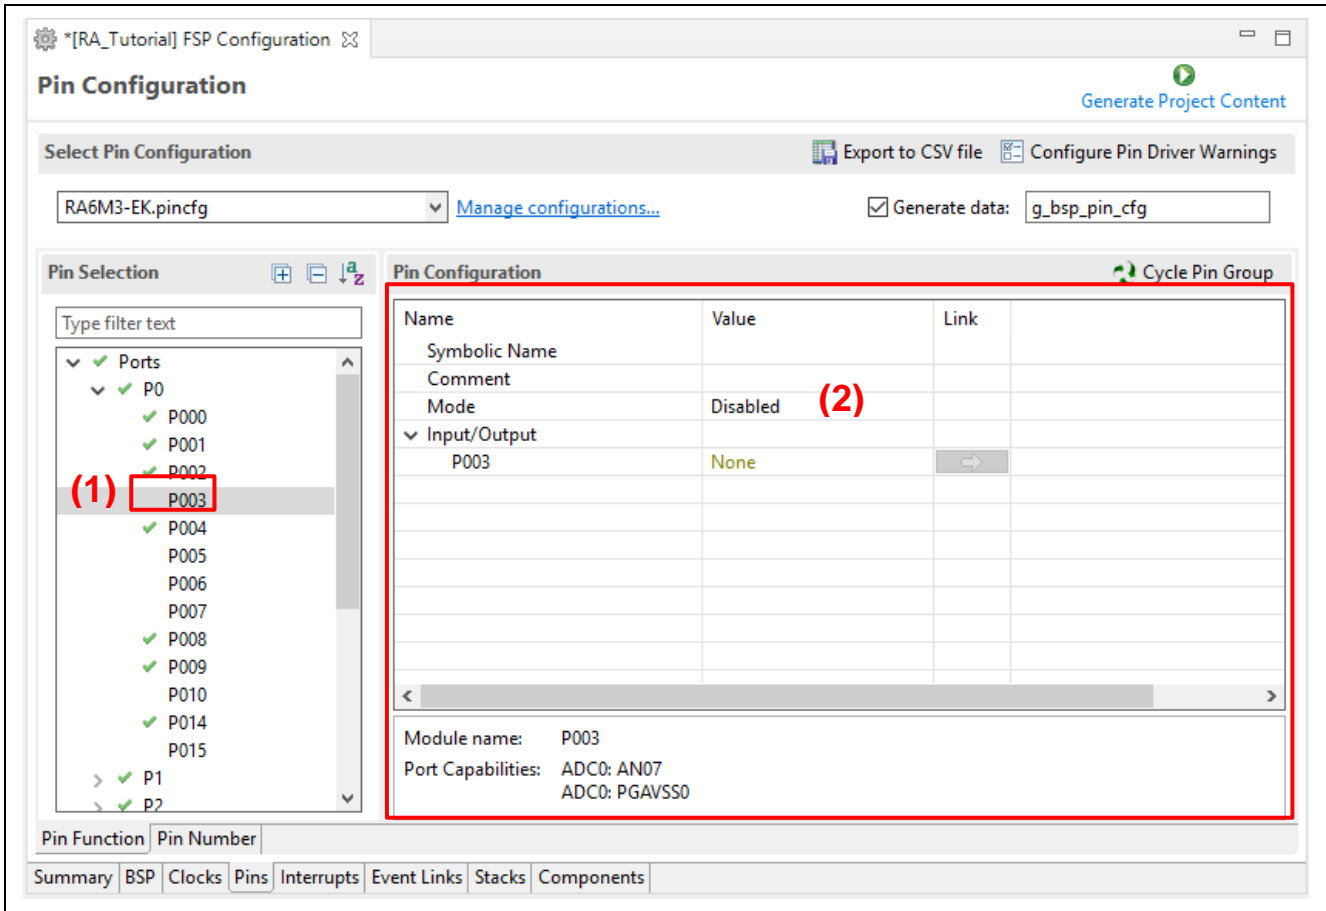 *[RA_Tutorial] FSP Configuration
Pin Configuration
Generate Project Content
Select Pin Configuration
Export to CSV file
Configure Pin Driver Warnings
RA6M3-EK.pincfg
Manage configurations...
Generate data:
g_bsp_pin_cfg
Pin Selection
Type filter text
Ports
P0
P000
P001
P002
(1)
P003
P004
P005
P006
P007
P008
P009
P010
P014
P015
P1
P2
Pin Configuration
Cycle Pin Group
Name Value Link
Symbolic Name
Comment
Mode Disabled
(2)
Input/Output
P003 None
Module name: P003
Port Capabilities: ADC0: AN07
ADC0: PGAVSS0
Pin Function Pin Number
Summary BSP Clocks Pins Interrupts Event Links Stacks Components